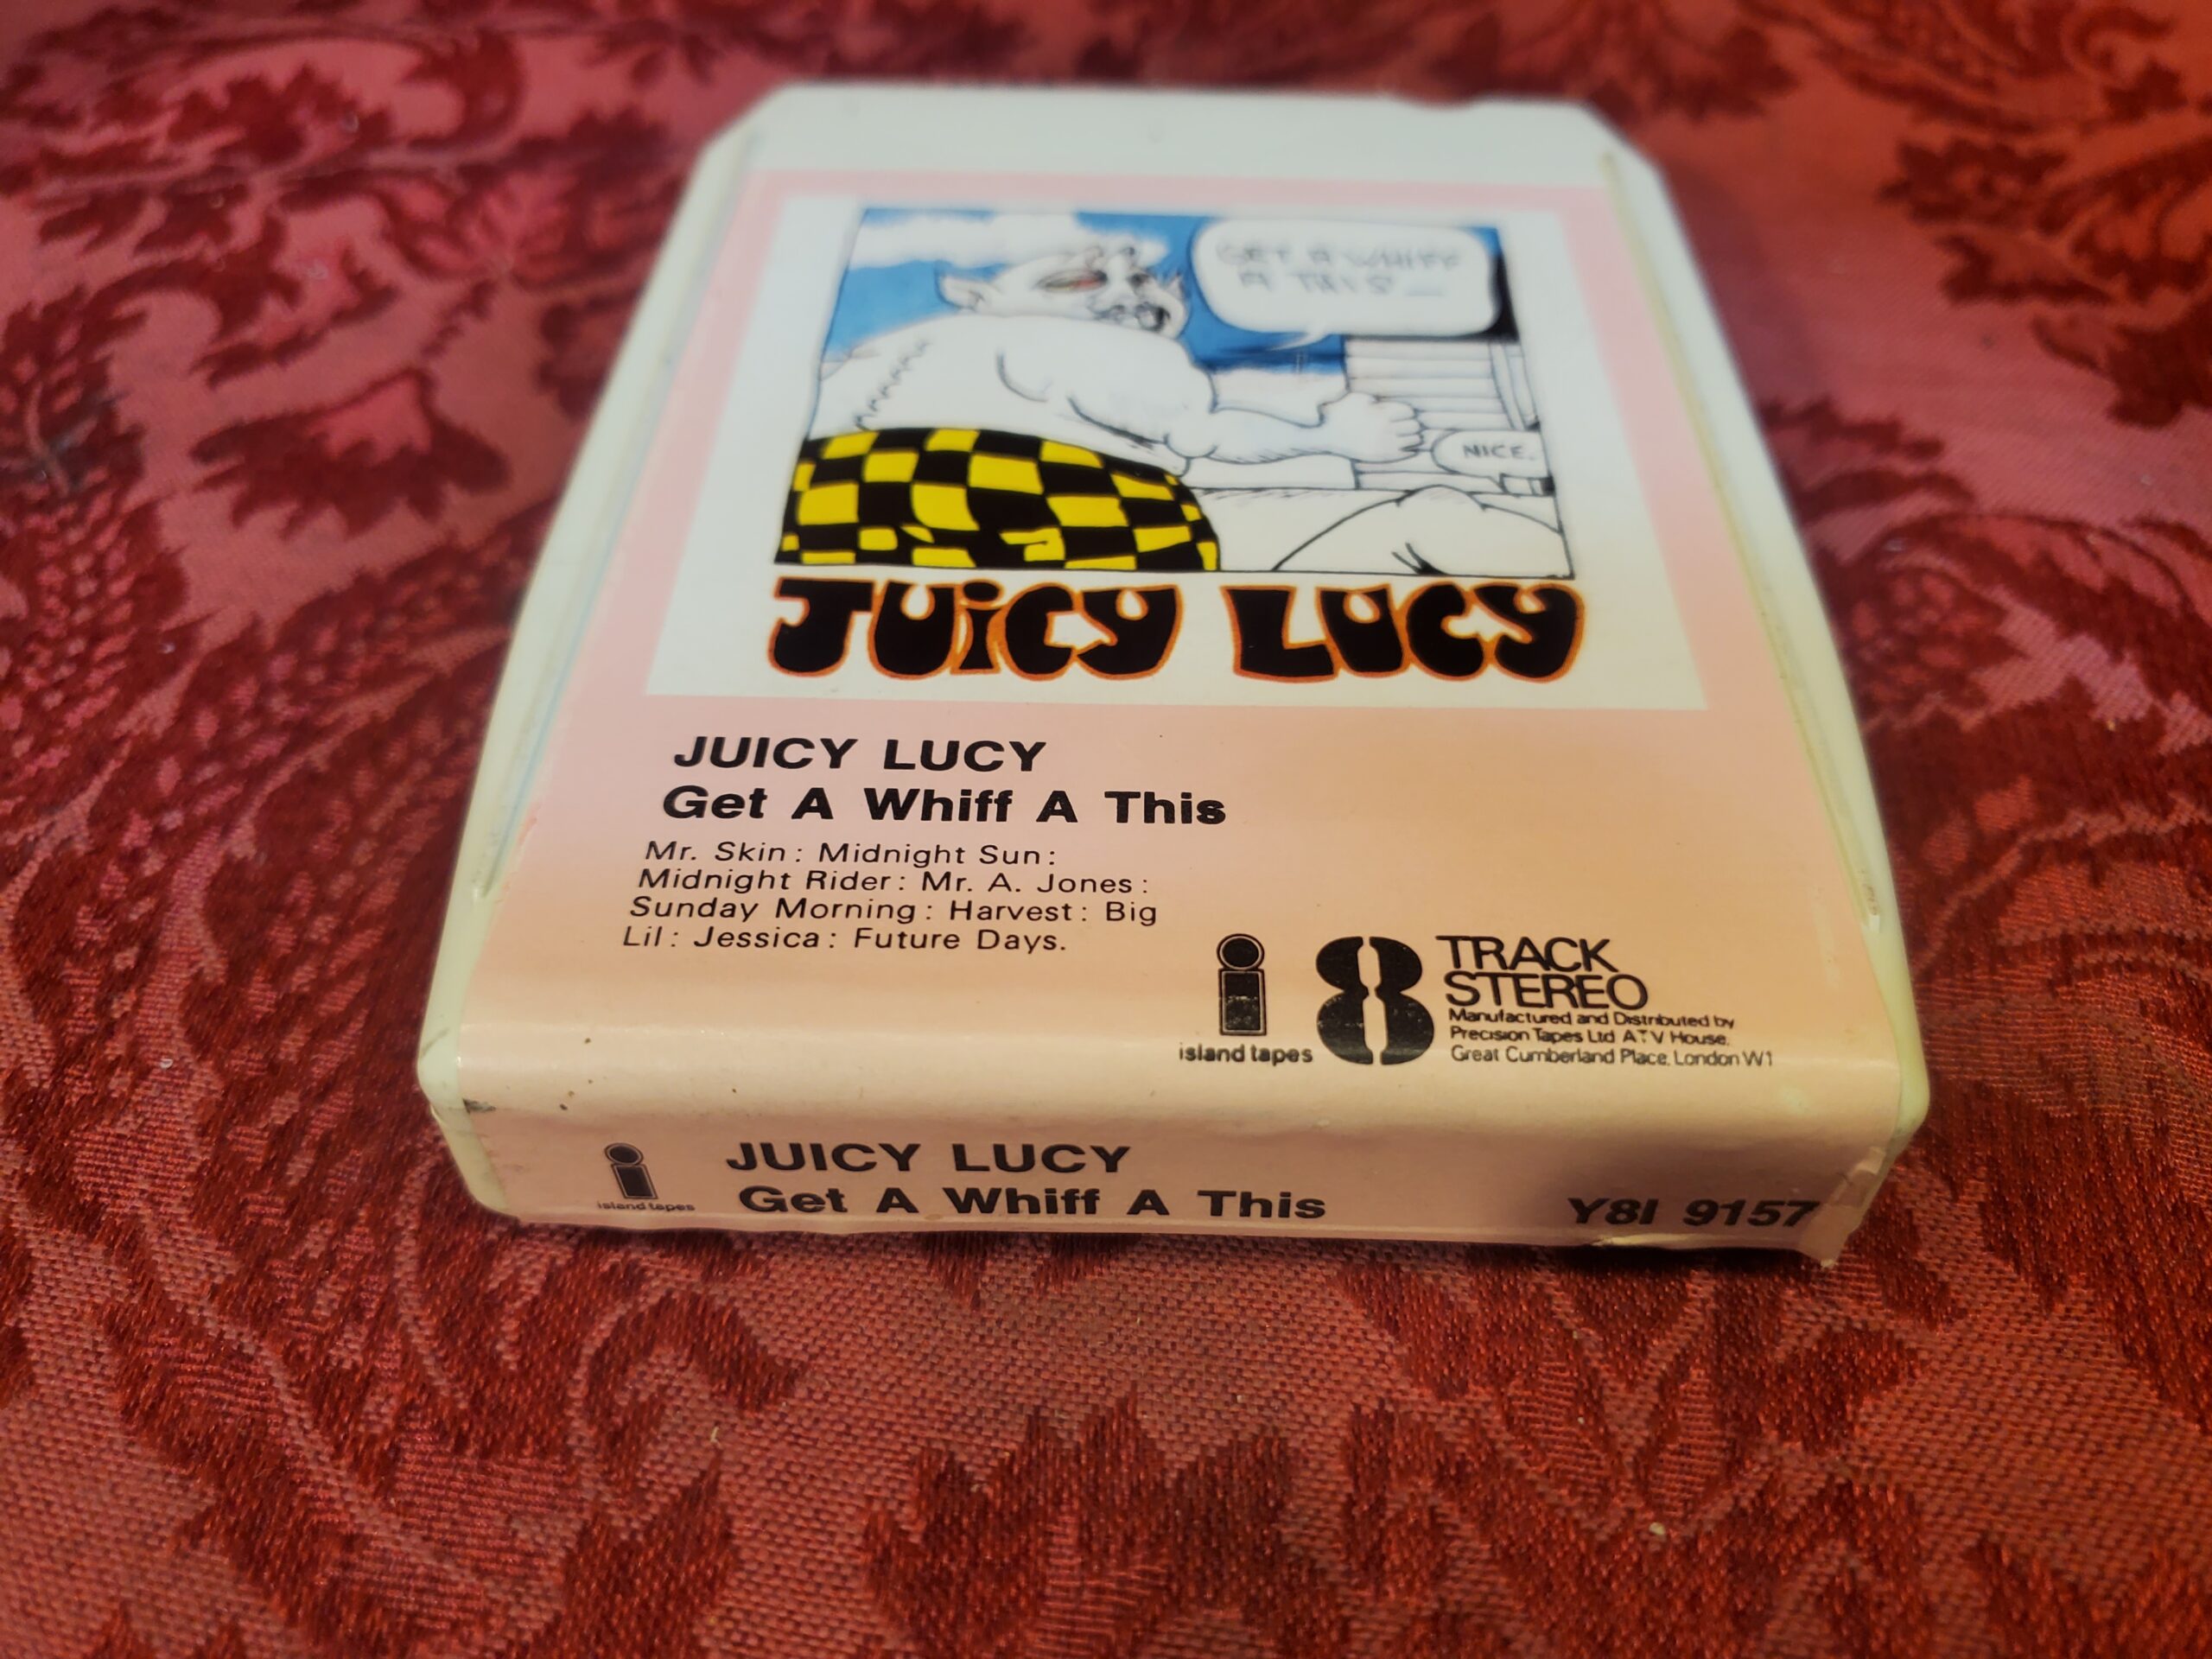 GET A WHIFF
A THIS_
NICE.
JUiCY LUCY
JUICY LUCY
Get A Whiff A This
Mr. Skin: Midnight Sun:
Midnight Rider: Mr. A. Jones:
Sunday Morning: Harvest: Big
Lil: Jessica: Future Days.
i
island tapes
8 TRACK
STEREO
Manufactured and Distributed by
Precision Tapes Ltd ATV House,
Great Cumberland Place, London W1
i
island tapes
JUICY LUCY
Get A Whiff A This
Y8I 9157